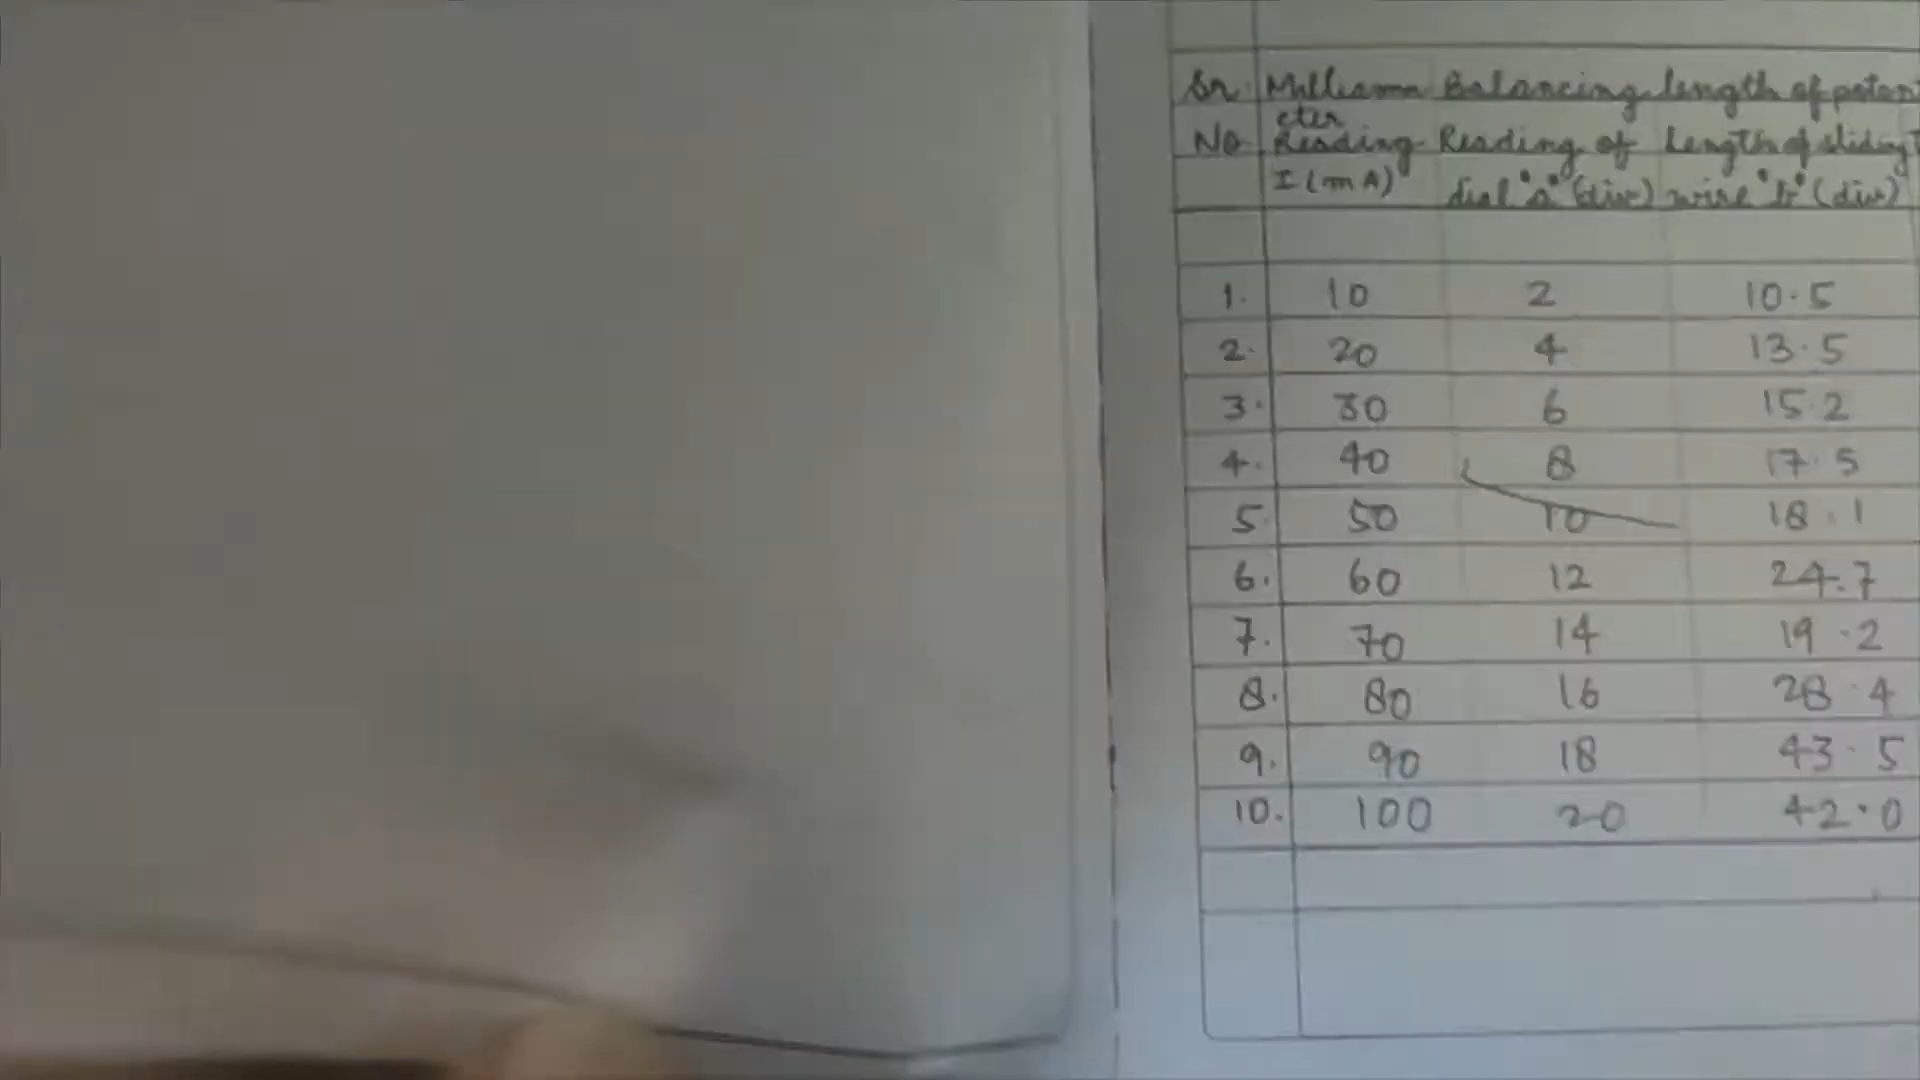 Sr. Milliamm Balancing length of potent
eter
No Reading Reading of Length of sliding
I (mA) dial "a" (div) wire "b" (div)
1. 10 2 10.5
2. 20 4 13.5
3. 30 6 15.2
4. 40 8 17.5
5. 50 10 18.1
6. 60 12 24.7
7. 70 14 19.2
8. 80 16 28.4
9. 90 18 43.5
10. 100 20 42.0